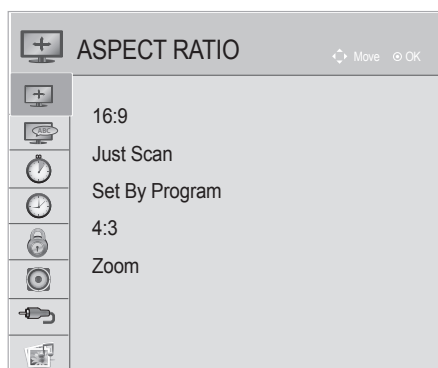 ASPECT RATIO
Move OK
ABC
16:9
Just Scan
Set By Program
4:3
Zoom